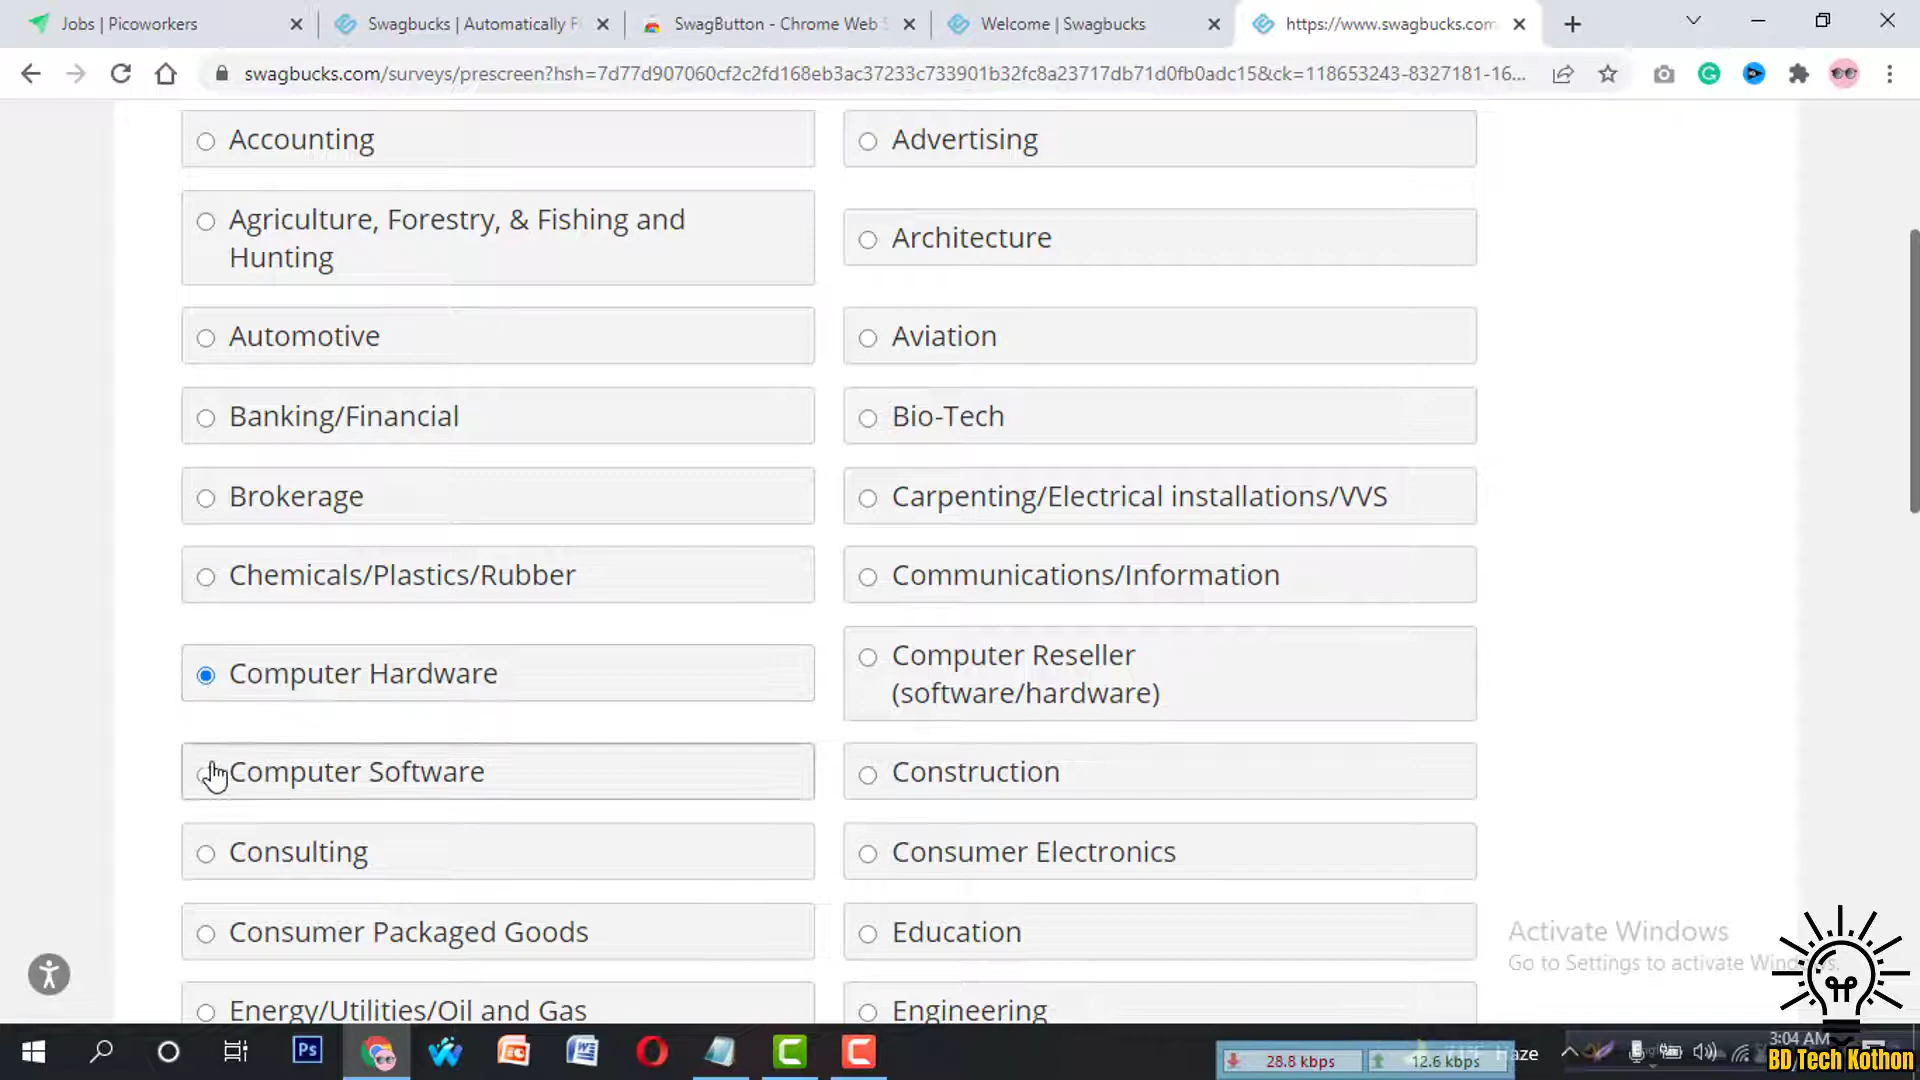 Jobs | Picoworkers
Swagbucks | Automatically F
SwagButton - Chrome Web S
Welcome | Swagbucks
https://www.swagbucks.com
swagbucks.com/surveys/prescreen?hsh=7d77d907060cf2c2fd168eb3ac37233c733901b32fc8a23717db71d0fb0adc15&ck=118653243-8327181-16...
Accounting
Advertising
Agriculture, Forestry, & Fishing and
Hunting
Architecture
Automotive
Aviation
Banking/Financial
Bio-Tech
Brokerage
Carpenting/Electrical installations/VVS
Chemicals/Plastics/Rubber
Communications/Information
Computer Hardware
Computer Reseller
(software/hardware)
Computer Software
Construction
Consulting
Consumer Electronics
Consumer Packaged Goods
Education
Energy/Utilities/Oil and Gas
Engineering
Activate Windows
Go to Settings to activate Windows.
Ps
28.8 kbps
12.6 kbps
Haze
3:04 AM
BD Tech Kothon